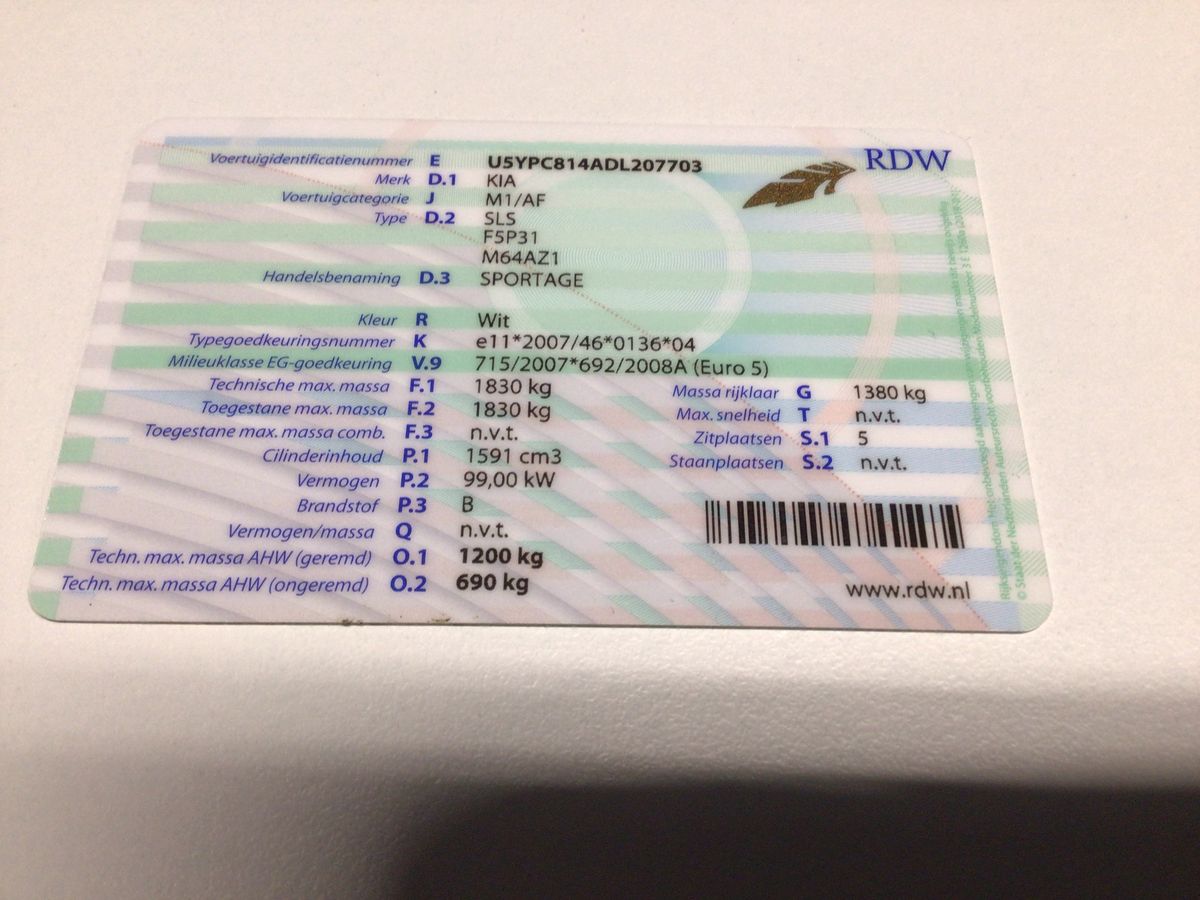 RDW
Voertuigidentificatienummer E U5YPC814ADL207703
Merk D.1 KIA
Voertuigcategorie J M1/AF
Type D.2 SLS
F5P31
M64AZ1
Handelsbenaming D.3 SPORTAGE
Kleur R Wit
Typegoedkeuringsnummer K e11*2007/46*0136*04
Milieuklasse EG-goedkeuring V.9 715/2007*692/2008A (Euro 5)
Technische max. massa F.1 1830 kg Massa rijklaar G 1380 kg
Toegestane max. massa F.2 1830 kg Max. snelheid T n.v.t.
Toegestane max. massa comb. F.3 n.v.t. Zitplaatsen S.1 5
Cilinderinhoud P.1 1591 cm3 Staanplaatsen S.2 n.v.t.
Vermogen P.2 99,00 kW
Brandstof P.3 B
Vermogen/massa Q n.v.t.
Techn. max. massa AHW (geremd) O.1 1200 kg
Techn. max. massa AHW (ongeremd) O.2 690 kg
www.rdw.nl
© Staat der Nederlanden Auteursrecht voorbehouden